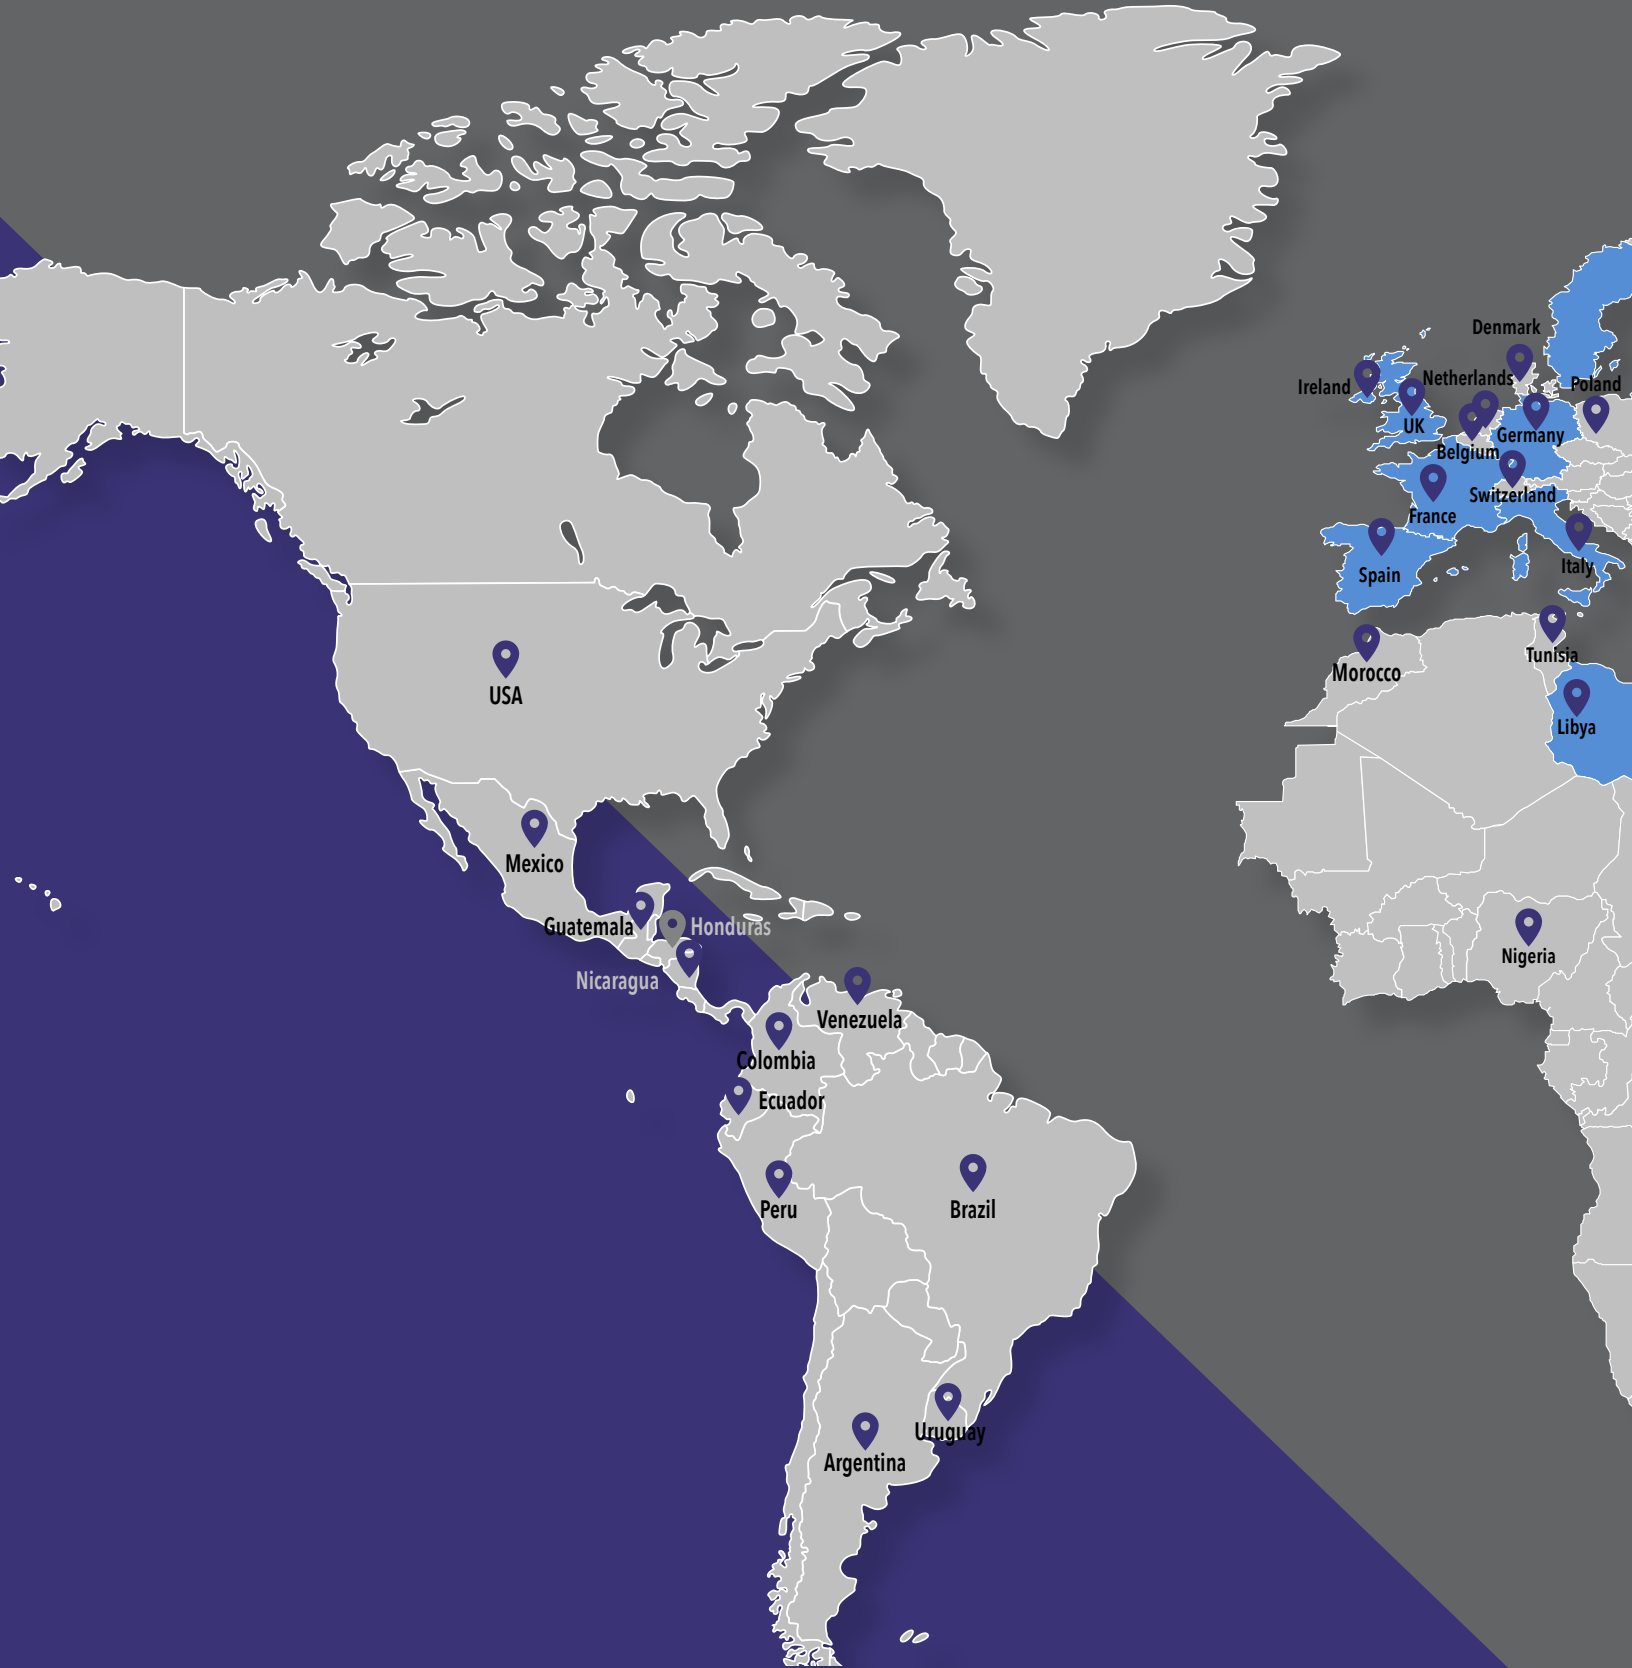 Denmark
Ireland
Netherlands
Poland
UK
Germany
Belgium
Switzerland
France
Spain
Italy
Tunisia
Morocco
USA
Libya
Mexico
Guatemala
Honduras
Nigeria
Nicaragua
Venezuela
Colombia
Ecuador
Peru
Brazil
Uruguay
Argentina